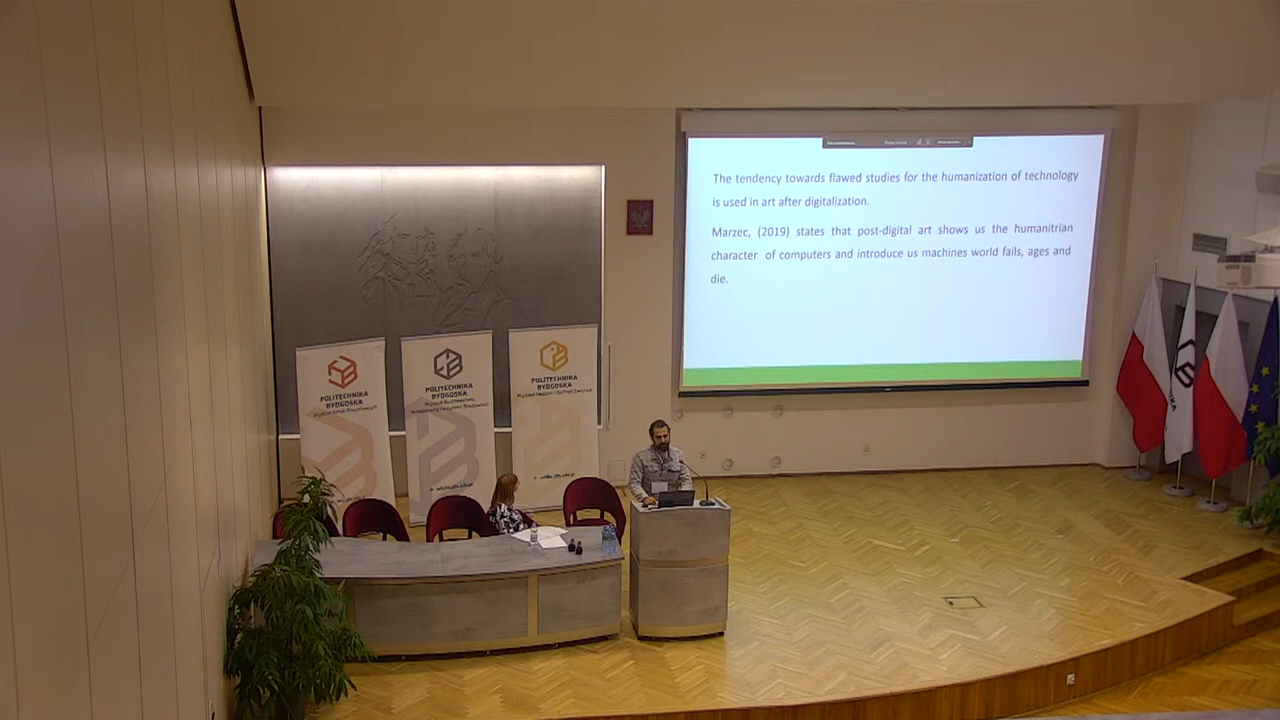 The tendency towards flawed studies for the humanization of technology
is used in art after digitalization.
Marzec, (2019) states that post-digital art shows us the humanitrian
character of computers and introduce us machines world fails, ages and
die.
POLITECHNIKA
BYDGOSKA
POLITECHNIKA
BYDGOSKA
POLITECHNIKA
BYDGOSKA